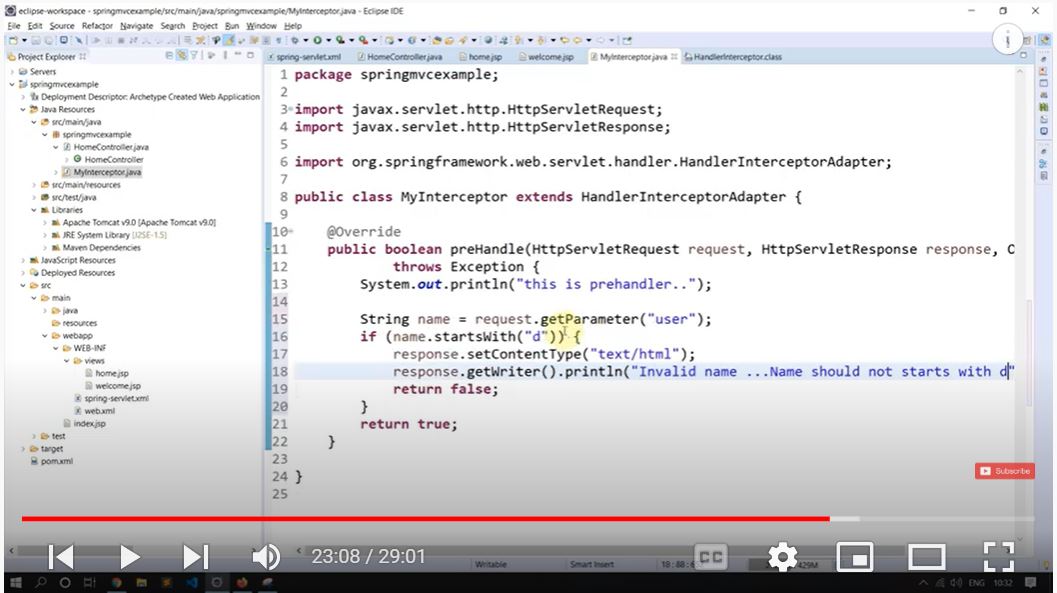 eclipse-workspace - springmvcexample/src/main/java/springmvcexample/MyInterceptor.java - Eclipse IDE
File Edit Source Refactor Navigate Search Project Run Window Help
Project Explorer
spring-servlet.xml HomeController.java home.jsp welcome.jsp MyInterceptor.java HandlerInterceptor.class
Servers
springmvcexample
Deployment Descriptor: Archetype Created Web Application
Java Resources
src/main/java
springmvcexample
HomeController.java
HomeController
MyInterceptor.java
src/main/resources
src/test/java
Libraries
Apache Tomcat v9.0 [Apache Tomcat v9.0]
JRE System Library [J2SE-1.5]
Maven Dependencies
JavaScript Resources
Deployed Resources
src
main
java
resources
webapp
WEB-INF
views
home.jsp
welcome.jsp
spring-servlet.xml
web.xml
index.jsp
test
target
pom.xml
1 package springmvcexample;
2
3 import javax.servlet.http.HttpServletRequest;
4 import javax.servlet.http.HttpServletResponse;
5
6 import org.springframework.web.servlet.handler.HandlerInterceptorAdapter;
7
8 public class MyInterceptor extends HandlerInterceptorAdapter {
9
10 @Override
11 public boolean preHandle(HttpServletRequest request, HttpServletResponse response, O
12 throws Exception {
13 System.out.println("this is prehandler..");
14
15 String name = request.getParameter("user");
16 if (name.startsWith("d")) {
17 response.setContentType("text/html");
18 response.getWriter().println("Invalid name ...Name should not starts with d"
19 return false;
20 }
21 return true;
22 }
23
24 }
25
Subscribe
23:08 / 29:01
CC
Writable Smart Insert
429M
ENG 10:32